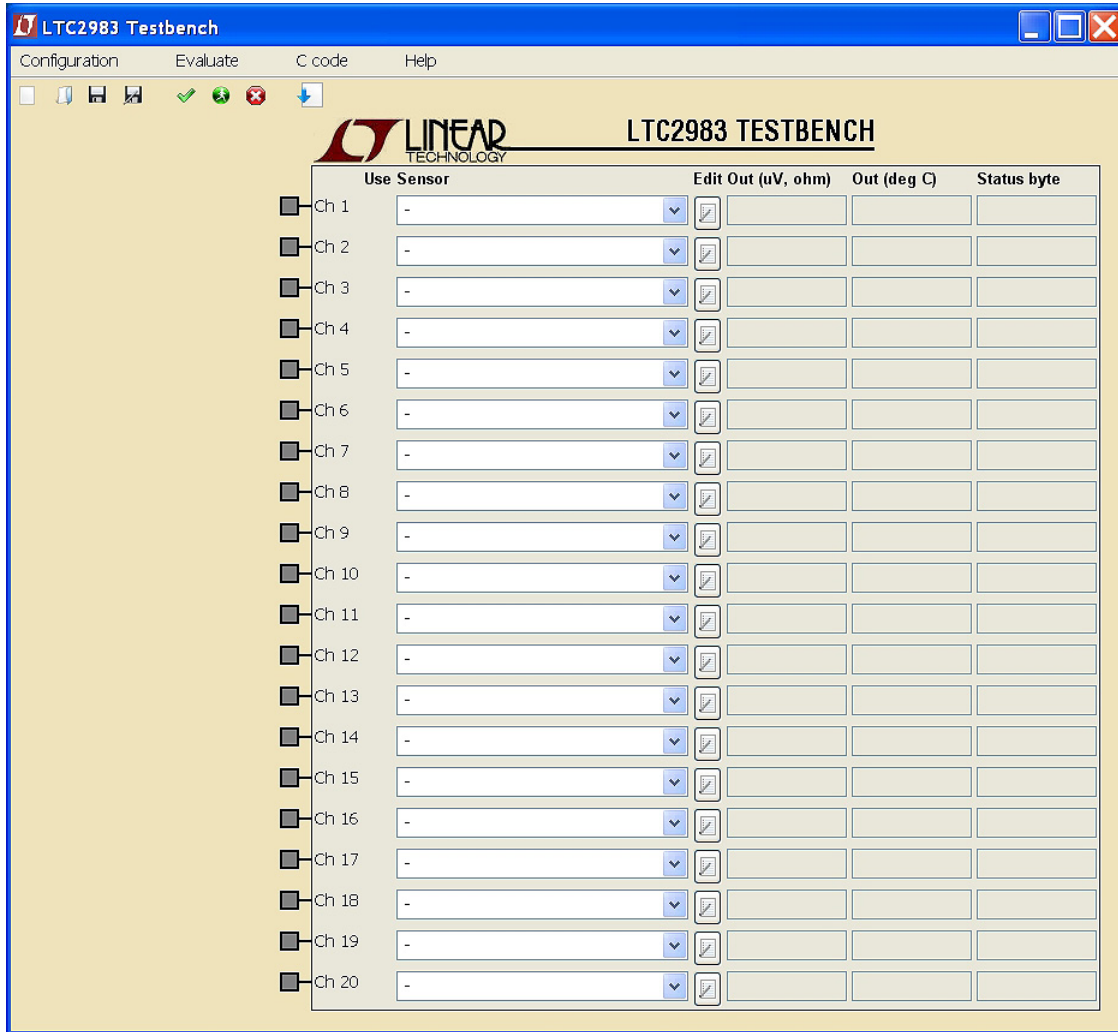 LTC2983 Testbench
Configuration Evaluate C code Help
LINEAR
TECHNOLOGY
LTC2983 TESTBENCH
Use Sensor Edit Out (uV, ohm) Out (deg C) Status byte
Ch 1 -
Ch 2 -
Ch 3 -
Ch 4 -
Ch 5 -
Ch 6 -
Ch 7 -
Ch 8 -
Ch 9 -
Ch 10 -
Ch 11 -
Ch 12 -
Ch 13 -
Ch 14 -
Ch 15 -
Ch 16 -
Ch 17 -
Ch 18 -
Ch 19 -
Ch 20 -